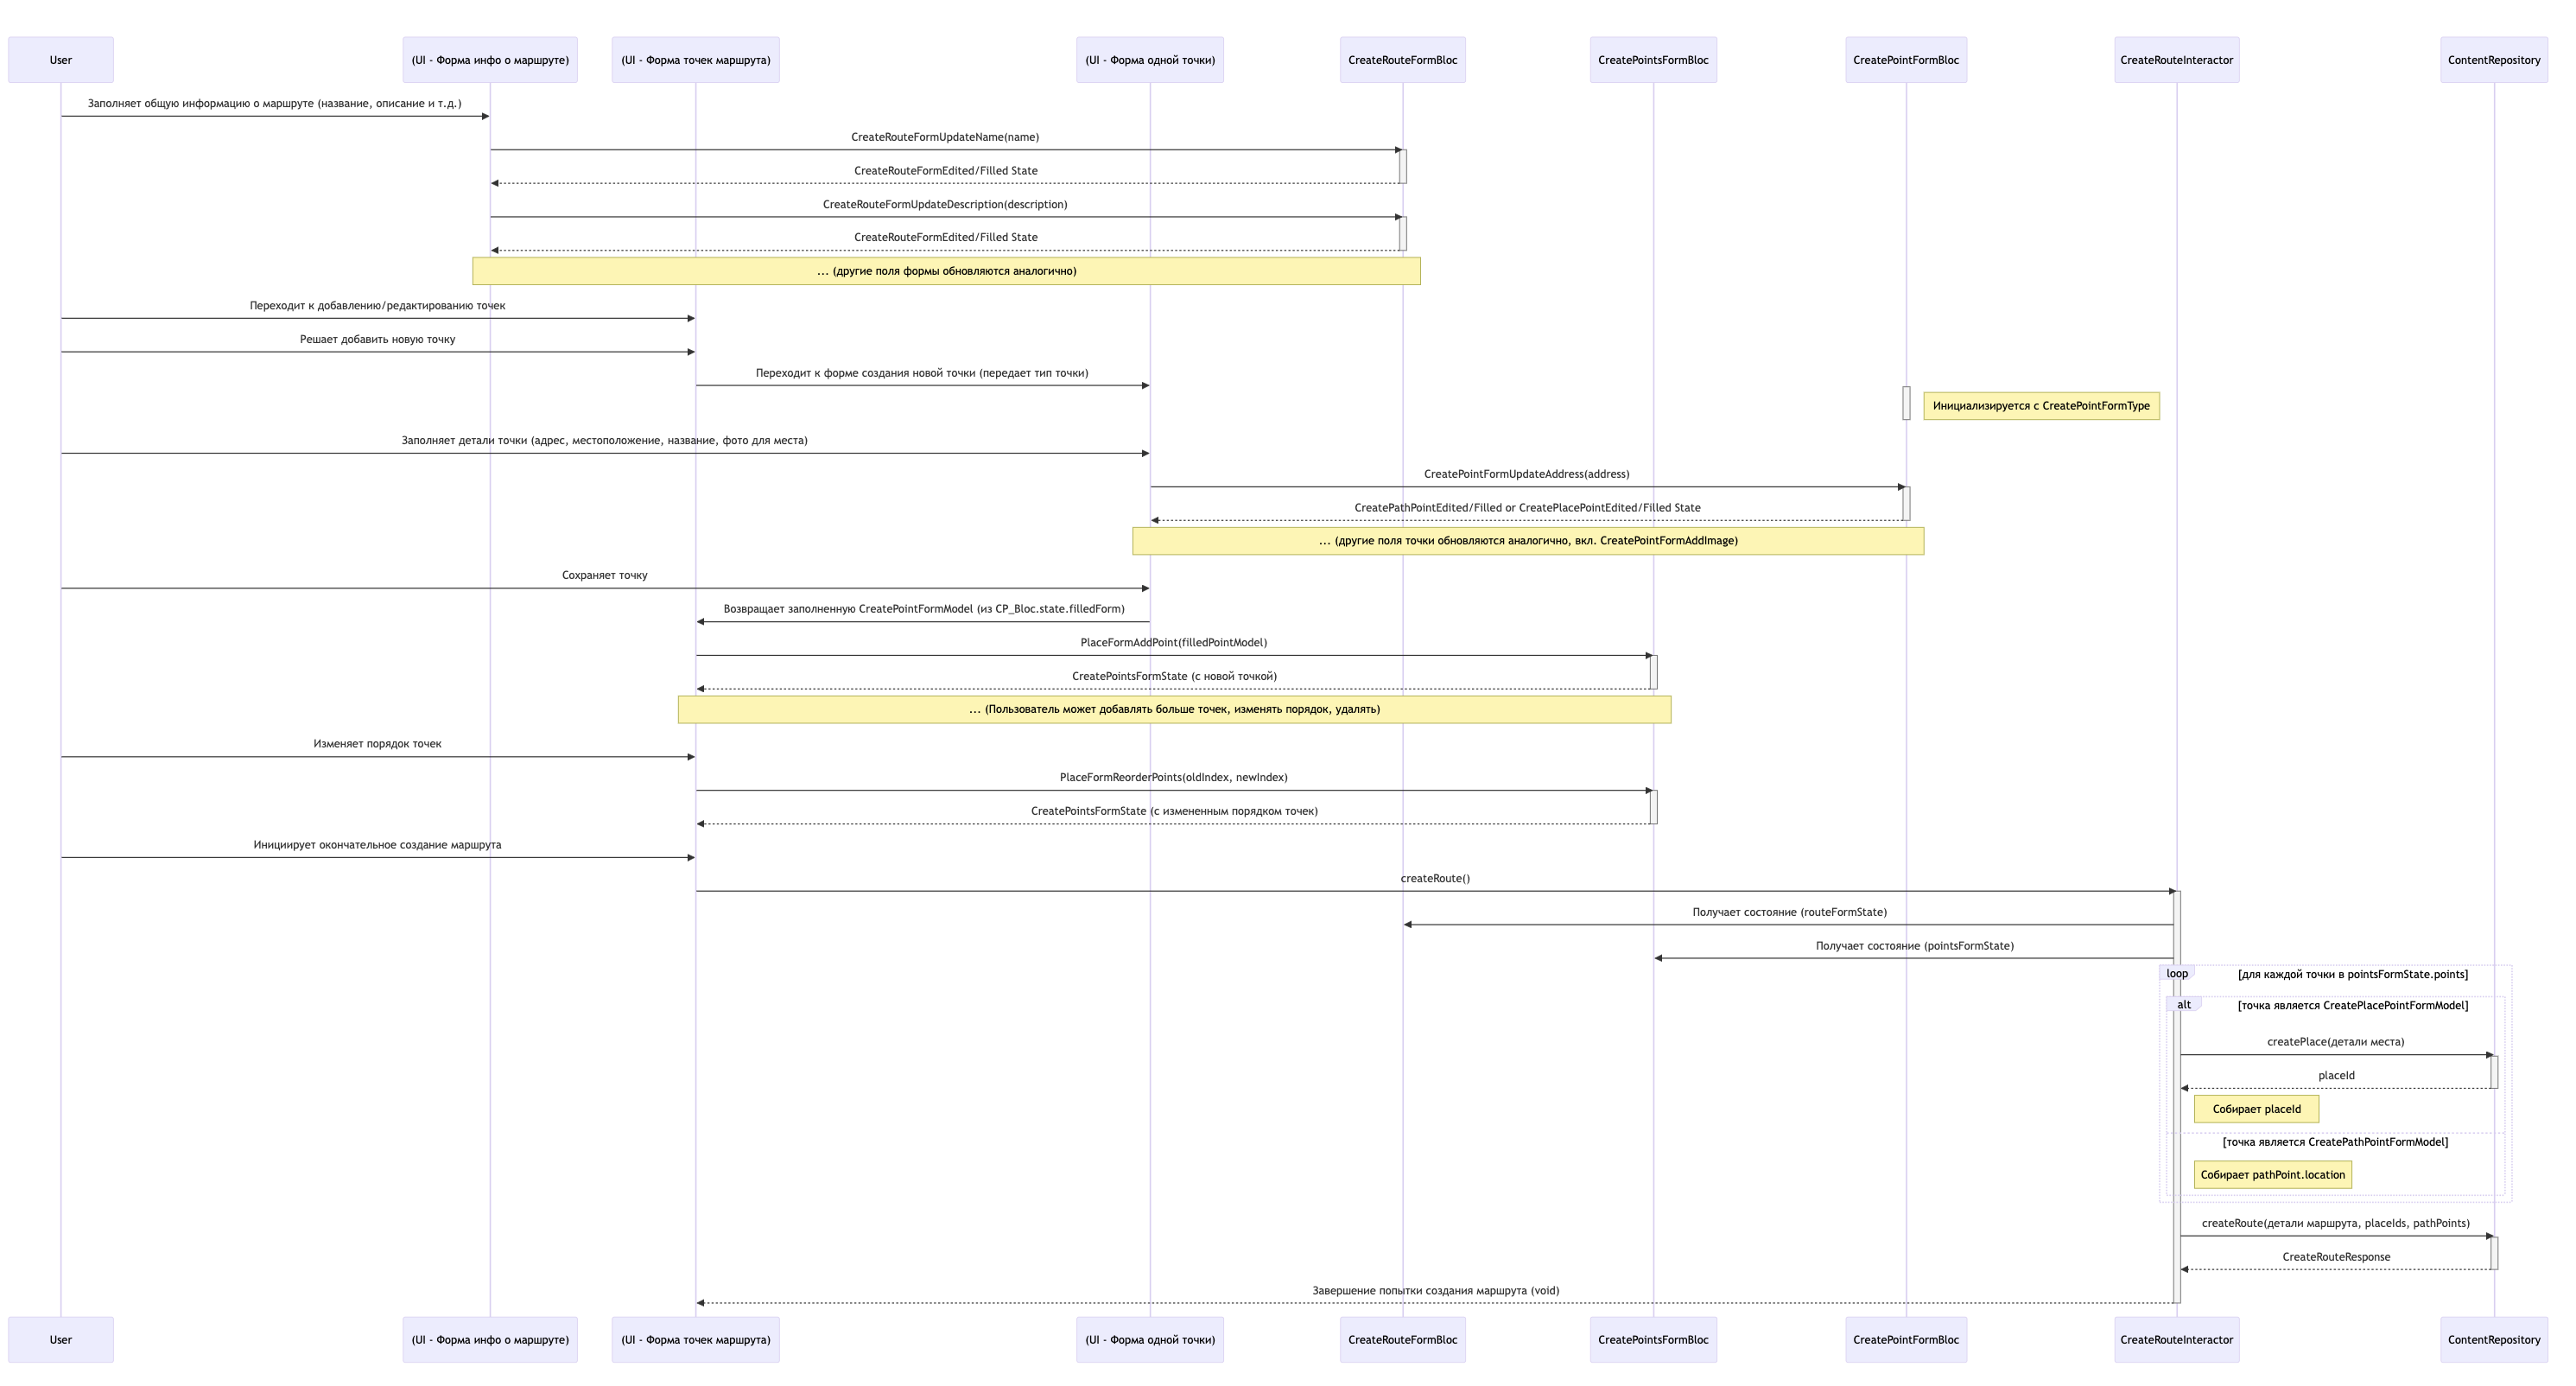 User
(UI - Форма инфо о маршруте)
(UI - Форма точек маршрута)
(UI - Форма одной точки)
CreateRouteFormBloc
CreatePointsFormBloc
CreatePointFormBloc
CreateRouteInteractor
ContentRepository
Заполняет общую информацию о маршруте (название, описание и т.д.)
CreateRouteFormUpdateName(name)
CreateRouteFormEdited/Filled State
CreateRouteFormUpdateDescription(description)
CreateRouteFormEdited/Filled State
... (другие поля формы обновляются аналогично)
Переходит к добавлению/редактированию точек
Решает добавить новую точку
Переходит к форме создания новой точки (передает тип точки)
Инициализируется с CreatePointFormType
Заполняет детали точки (адрес, местоположение, название, фото для места)
CreatePointFormUpdateAddress(address)
CreatePathPointEdited/Filled or CreatePlacePointEdited/Filled State
... (другие поля точки обновляются аналогично, вкл. CreatePointFormAddImage)
Сохраняет точку
Возвращает заполненную CreatePointFormModel (из CP_Bloc.state.filledForm)
PlaceFormAddPoint(filledPointModel)
CreatePointsFormState (с новой точкой)
... (Пользователь может добавлять больше точек, изменять порядок, удалять)
Изменяет порядок точек
PlaceFormReorderPoints(oldIndex, newIndex)
CreatePointsFormState (с измененным порядком точек)
Инициирует окончательное создание маршрута
createRoute()
Получает состояние (routeFormState)
Получает состояние (pointsFormState)
loop
[для каждой точки в pointsFormState.points]
alt
[точка является CreatePlacePointFormModel]
createPlace(детали места)
placeId
Собирает placeId
[точка является CreatePathPointFormModel]
Собирает pathPoint.location
createRoute(детали маршрута, placeIds, pathPoints)
CreateRouteResponse
Завершение попытки создания маршрута (void)
User
(UI - Форма инфо о маршруте)
(UI - Форма точек маршрута)
(UI - Форма одной точки)
CreateRouteFormBloc
CreatePointsFormBloc
CreatePointFormBloc
CreateRouteInteractor
ContentRepository